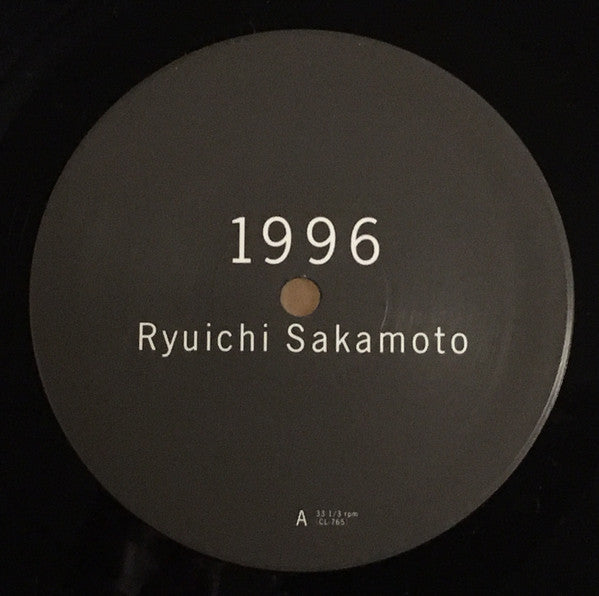 1996
Ryuichi Sakamoto
A 33 1/3 rpm
(CL-765)